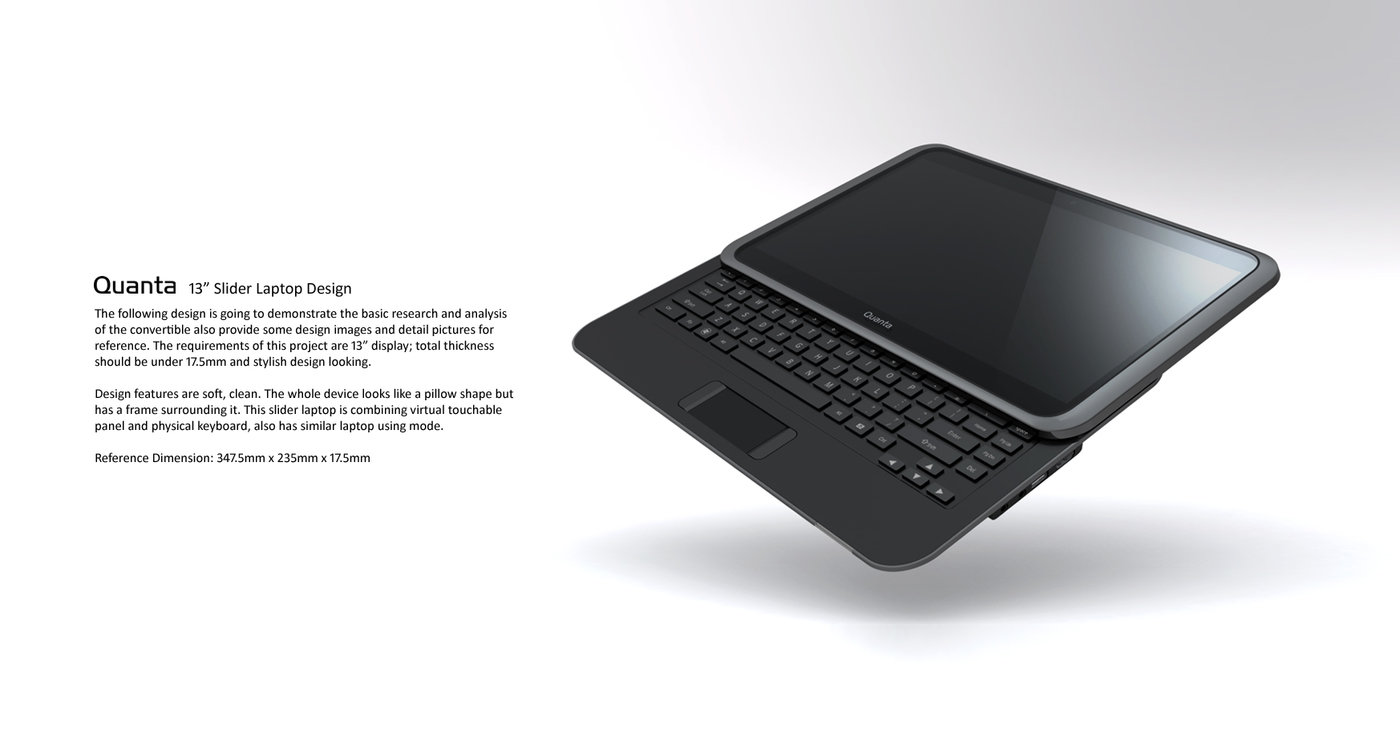 Quanta 13” Slider Laptop Design
The following design is going to demonstrate the basic research and analysis
of the convertible also provide some design images and detail pictures for
reference. The requirements of this project are 13” display; total thickness
should be under 17.5mm and stylish design looking.
Design features are soft, clean. The whole device looks like a pillow shape but
has a frame surrounding it. This slider laptop is combining virtual touchable
panel and physical keyboard, also has similar laptop using mode.
Reference Dimension: 347.5mm x 235mm x 17.5mm
Quanta
Q W E R T Y U I O P
A S D F G H J K L
Z X C V B N M
Enter
Home
Del